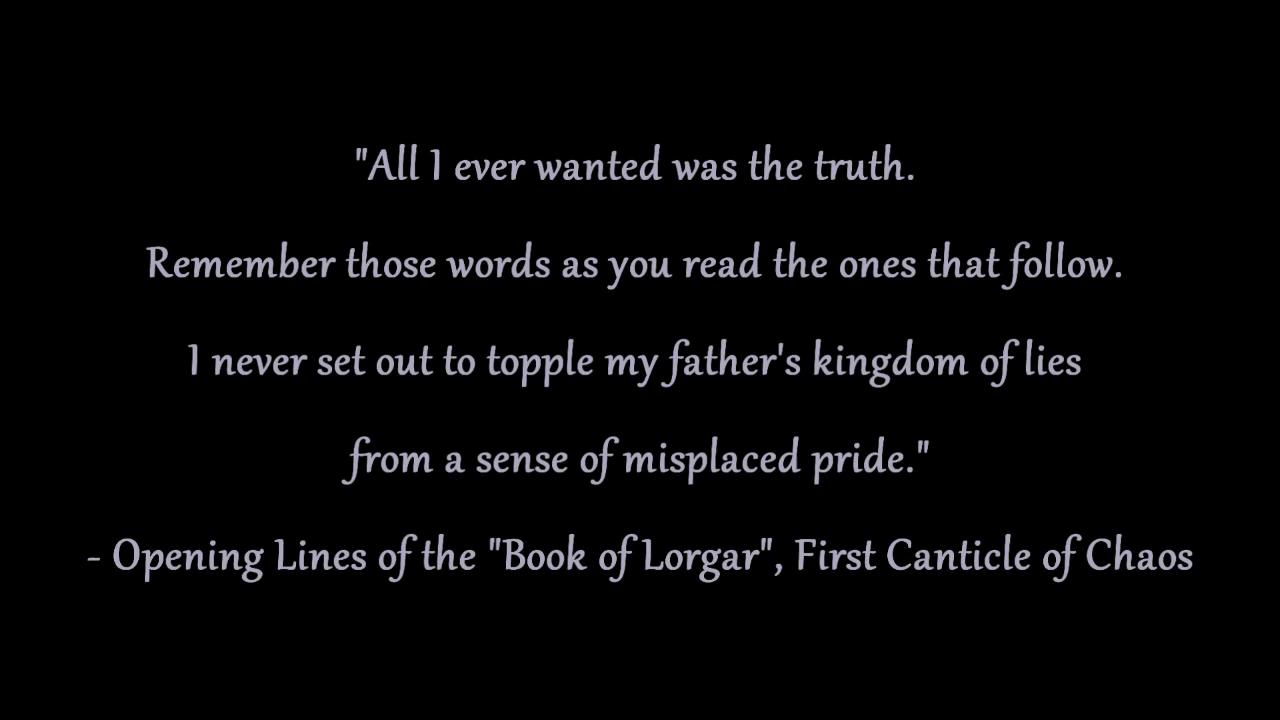 "All I ever wanted was the truth.
Remember those words as you read the ones that follow.
I never set out to topple my father's kingdom of lies
from a sense of misplaced pride."
- Opening Lines of the "Book of Lorgar", First Canticle of Chaos